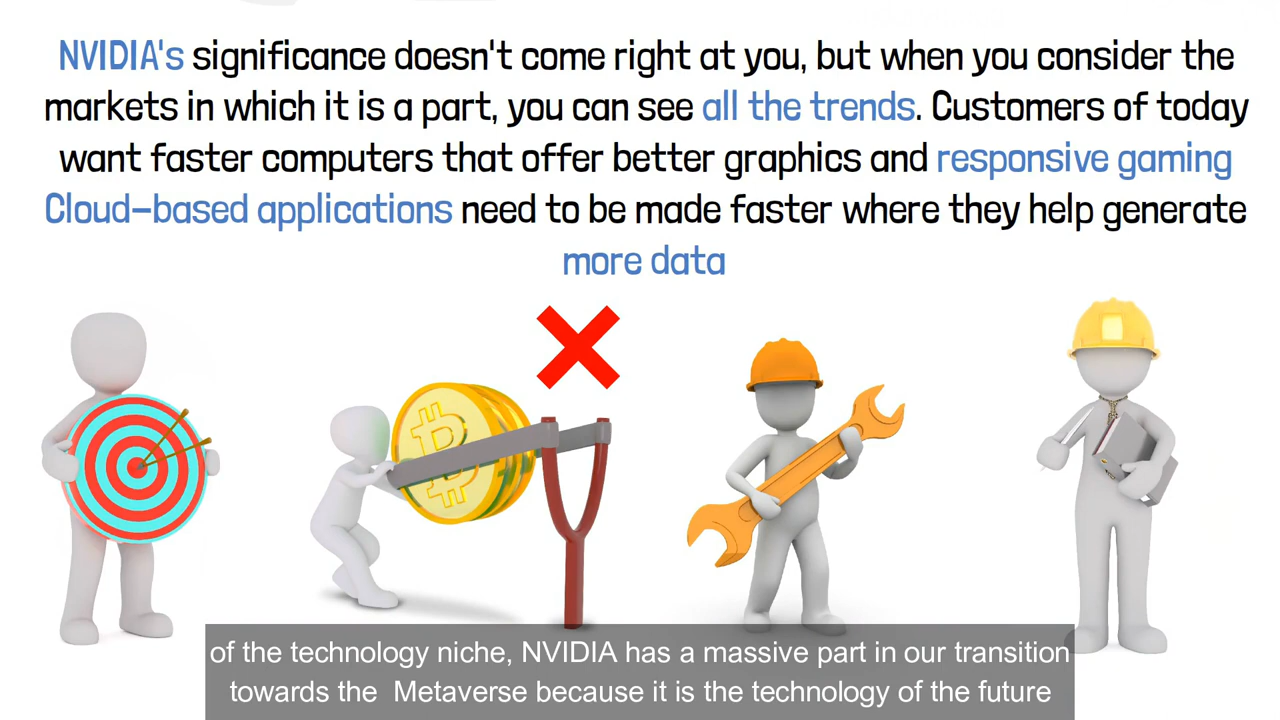 NVIDIA's significance doesn't come right at you, but when you consider the
markets in which it is a part, you can see all the trends. Customers of today
want faster computers that offer better graphics and responsive gaming
Cloud-based applications need to be made faster where they help generate
more data
of the technology niche, NVIDIA has a massive part in our transition
towards the  Metaverse because it is the technology of the future